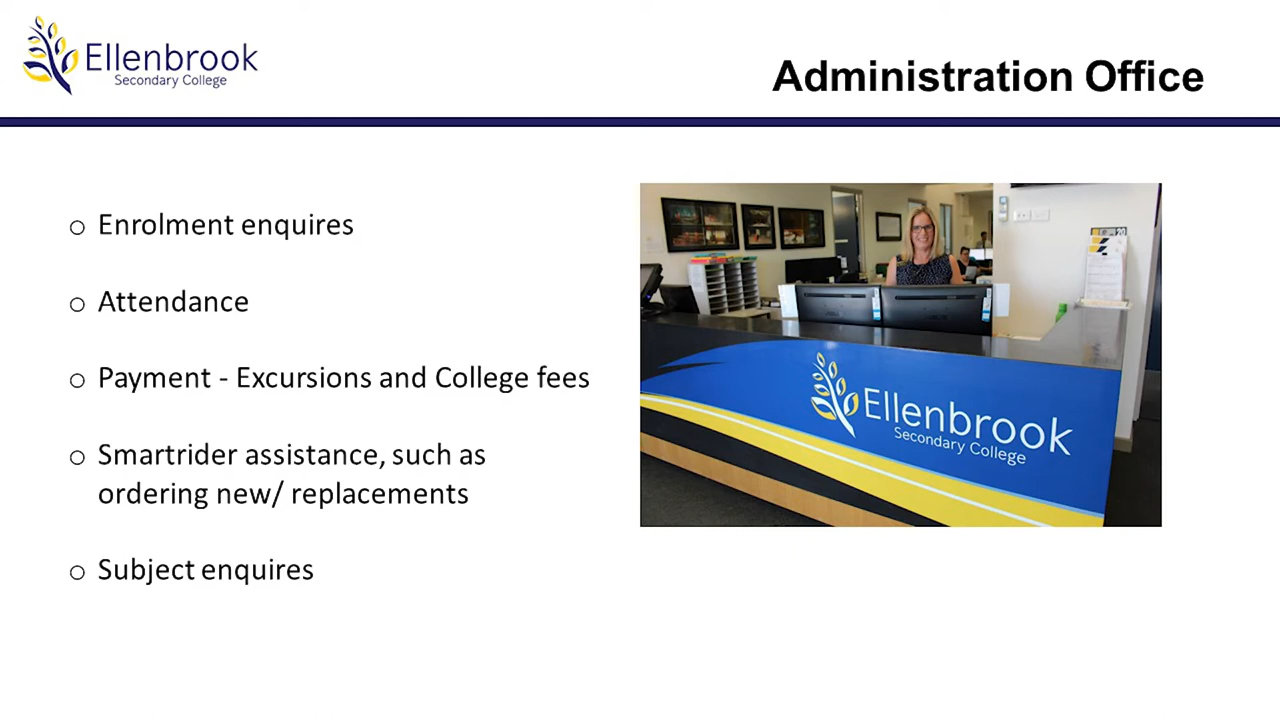 Ellenbrook
Secondary College
Administration Office
Enrolment enquires
Attendance
Payment - Excursions and College fees
Smartrider assistance, such as
ordering new/ replacements
Subject enquires
Ellenbrook
Secondary College